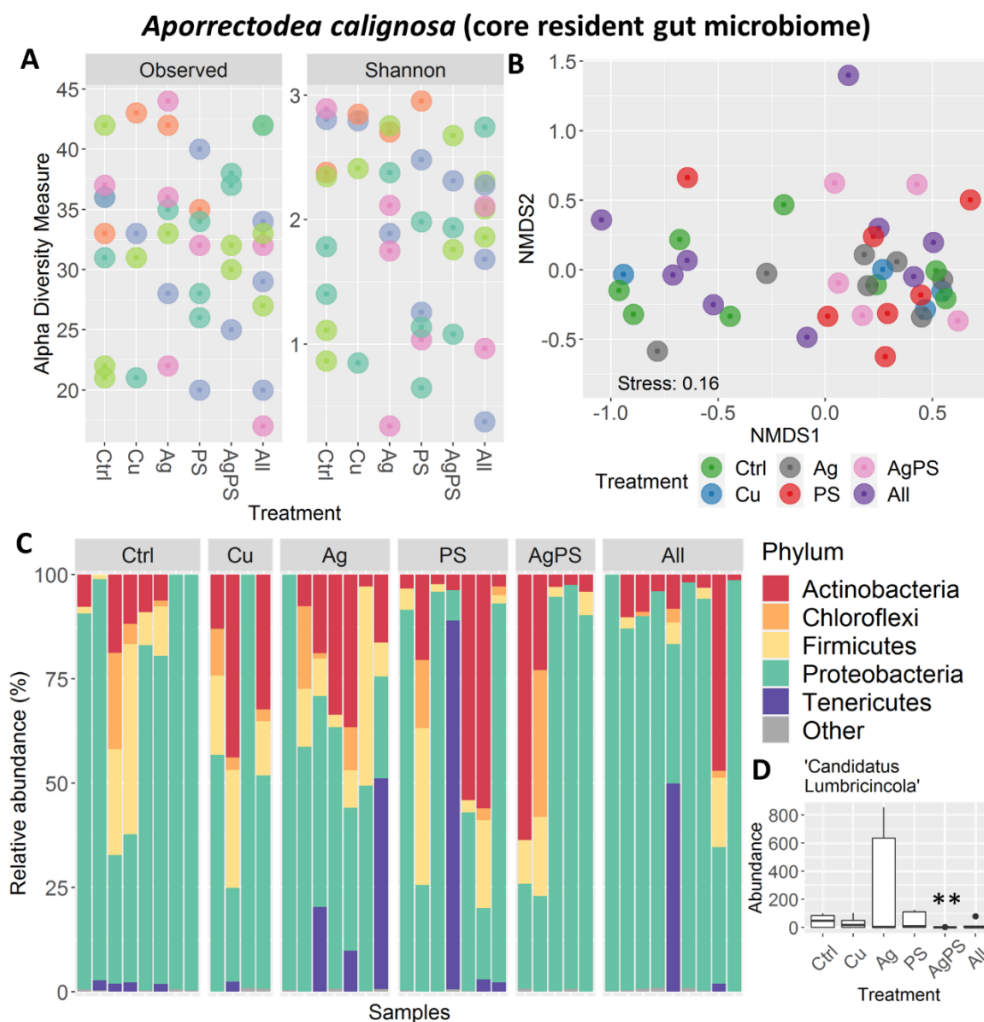 Aporrectodea calignosa (core resident gut microbiome)
A
Observed
Shannon
Alpha Diversity Measure
45
40
35
30
25
20
3
2
1
Ctrl
Cu
Ag
PS
AgPS
All
Ctrl
Cu
Ag
PS
AgPS
All
Treatment
B
NMDS2
1.5
1.0
0.5
0.0
-0.5
Stress: 0.16
-1.0
-0.5
0.0
0.5
NMDS1
Treatment
Ctrl
Ag
AgPS
Cu
PS
All
C
Ctrl
Cu
Ag
PS
AgPS
All
Relative abundance (%)
100
75
50
25
0
Samples
Phylum
Actinobacteria
Chloroflexi
Firmicutes
Proteobacteria
Tenericutes
Other
D
'Candidatus
Lumbricincola'
Abundance
800
600
400
200
0
**
Ctrl
Cu
Ag
PS
AgPS
All
Treatment